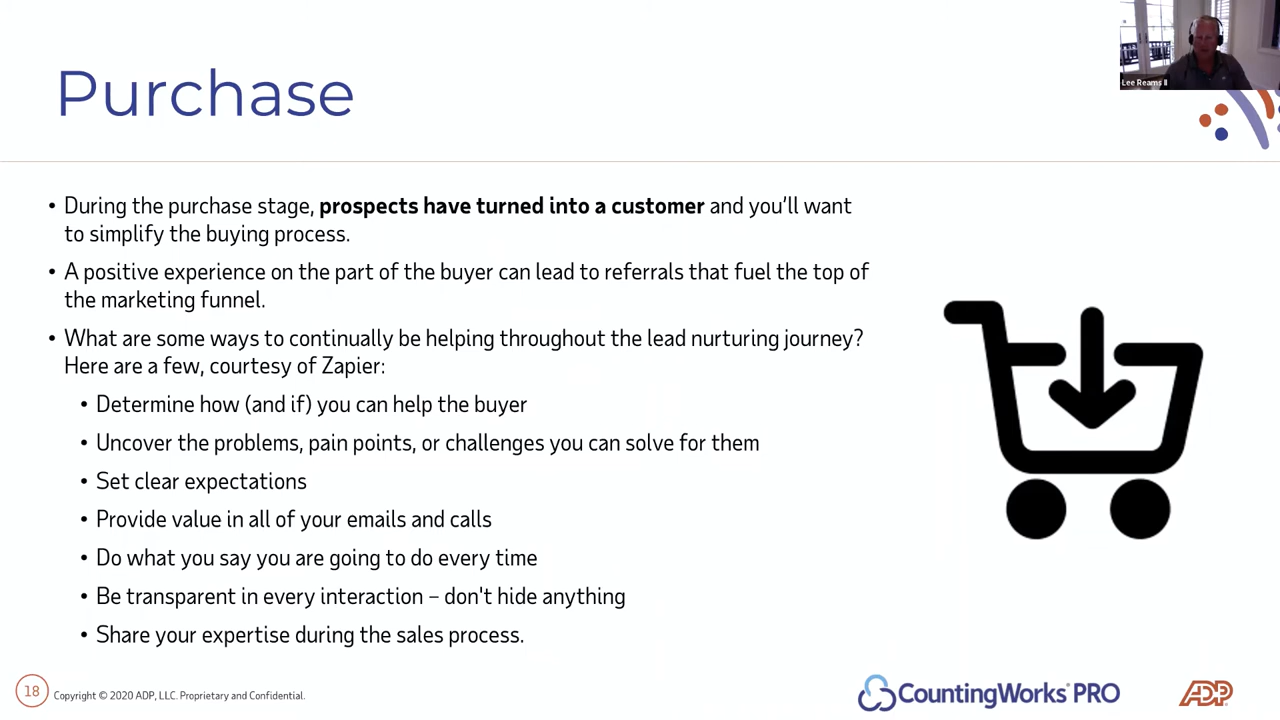 Lee Reams II
Purchase
• During the purchase stage, prospects have turned into a customer and you’ll want
to simplify the buying process.
• A positive experience on the part of the buyer can lead to referrals that fuel the top of
the marketing funnel.
• What are some ways to continually be helping throughout the lead nurturing journey?
Here are a few, courtesy of Zapier:
• Determine how (and if) you can help the buyer
• Uncover the problems, pain points, or challenges you can solve for them
• Set clear expectations
• Provide value in all of your emails and calls
• Do what you say you are going to do every time
• Be transparent in every interaction – don't hide anything
• Share your expertise during the sales process.
18
Copyright © 2020 ADP, LLC. Proprietary and Confidential.
CountingWorks® PRO
ADP